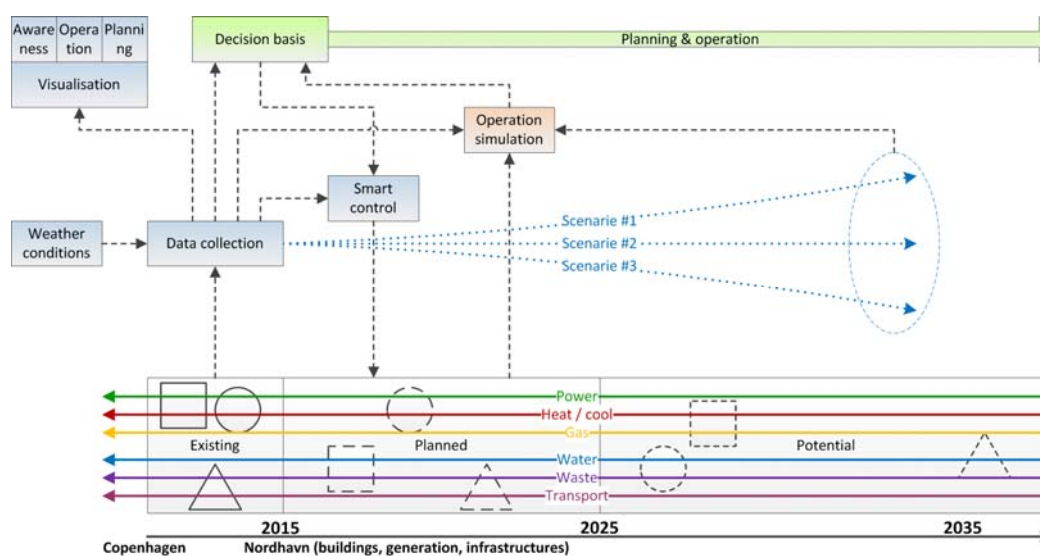 Aware
ness
Opera
tion
Planni
ng
Visualisation
Decision basis
Planning & operation
Operation
simulation
Smart
control
Weather
conditions
Data collection
Scenarie #1
Scenarie #2
Scenarie #3
Power
Heat / cool
Gas
Existing
Planned
Potential
Water
Waste
Transport
2015
2025
2035
Copenhagen
Nordhavn (buildings, generation, infrastructures)